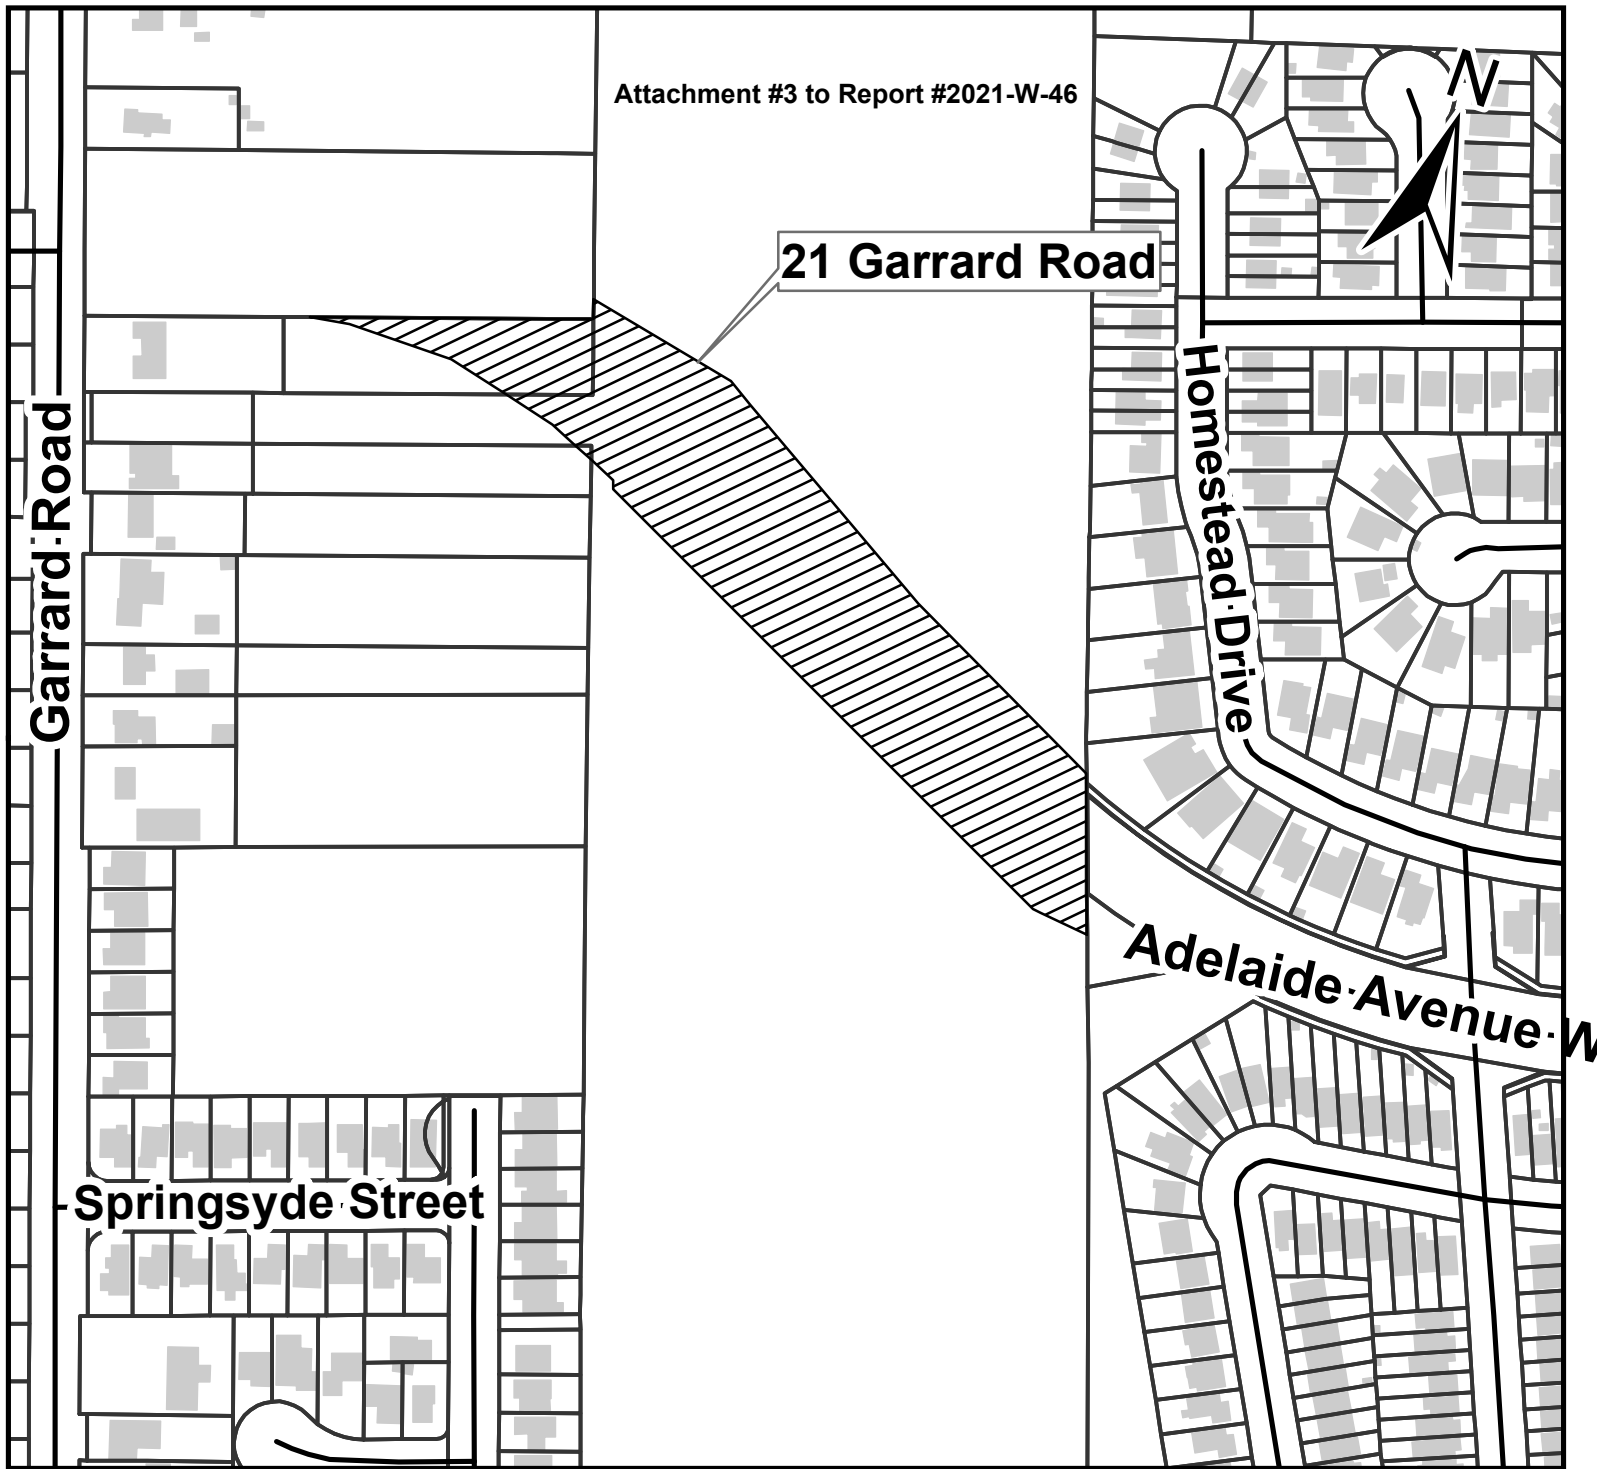 Attachment #3 to Report #2021-W-46
N
21 Garrard Road
Homestead Drive
Garrard Road
Adelaide Avenue W
Springsyde Street